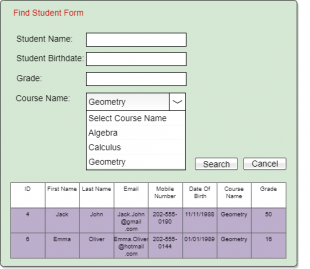 Find Student Form
Student Name:
Student Birthdate:
Grade:
Course Name: Geometry
Select Course Name
Algebra
Calculus
Geometry
Search Cancel
ID First Name Last Name Email Mobile Number Date Of Birth Course Name Grade
4 Jack John Jack.John@gmail.com 202-555-0190 11/11/1988 Geometry 50
6 Emma Oliver Emma.Oliver@hotmail.com 202-555-0144 01/01/1989 Geometry 16